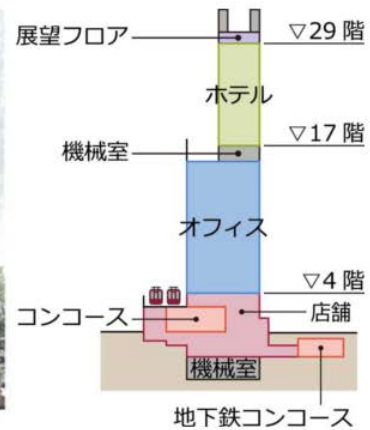 展望フロア
▽29 階
ホテル
▽17 階
機械室
オフィス
▽4 階
コンコース
店舗
機械室
地下鉄コンコース